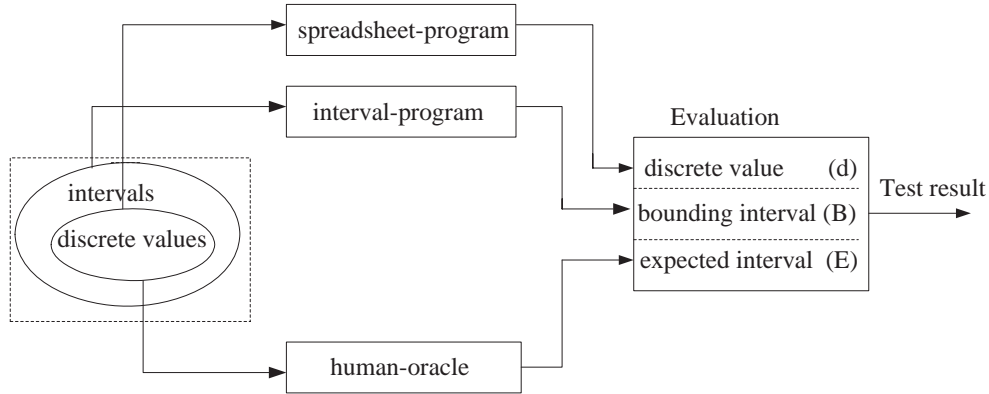 spreadsheet-program
interval-program
Evaluation
intervals
discrete values
discrete value (d)
bounding interval (B)
expected interval (E)
Test result
human-oracle